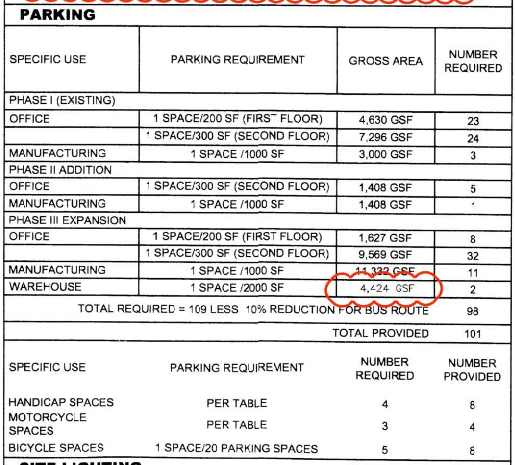 PARKING
SPECIFIC USE PARKING REQUIREMENT GROSS AREA NUMBER REQUIRED
PHASE I (EXISTING)
OFFICE 1 SPACE/200 SF (FIRST FLOOR) 4,630 GSF 23
1 SPACE/300 SF (SECOND FLOOR) 7,296 GSF 24
MANUFACTURING 1 SPACE /1000 SF 3,000 GSF 3
PHASE II ADDITION
OFFICE 1 SPACE/300 SF (SECOND FLOOR) 1,408 GSF 5
MANUFACTURING 1 SPACE /1000 SF 1,408 GSF
PHASE III EXPANSION
OFFICE 1 SPACE/200 SF (FIRST FLOOR) 1,627 GSF 8
1 SPACE/300 SF (SECOND FLOOR) 9,569 GSF 32
MANUFACTURING 1 SPACE /1000 SF 11,332 GSF 11
WAREHOUSE 1 SPACE /2000 SF 4,424 GSF 2
TOTAL REQUIRED = 109 LESS 10% REDUCTION FOR BUS ROUTE 98
TOTAL PROVIDED 101
SPECIFIC USE PARKING REQUIREMENT NUMBER REQUIRED NUMBER PROVIDED
HANDICAP SPACES PER TABLE 4 8
MOTORCYCLE SPACES PER TABLE 3 4
BICYCLE SPACES 1 SPACE/20 PARKING SPACES 5 8